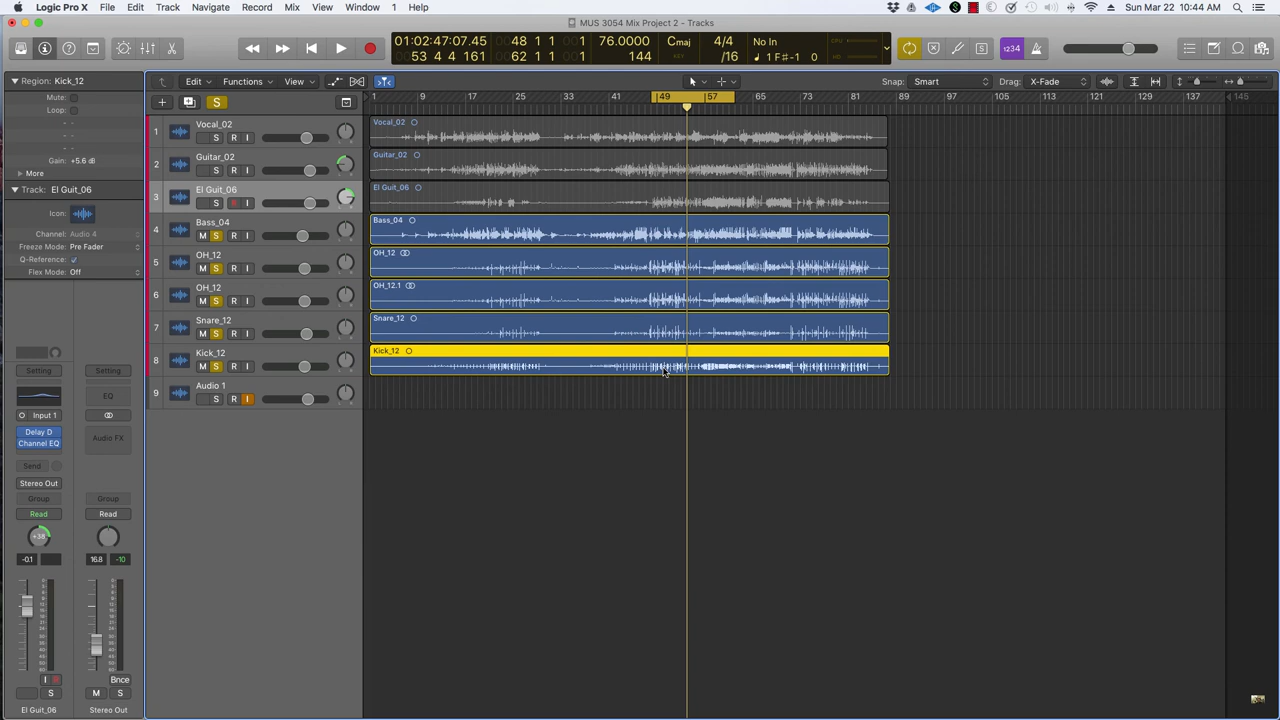 Logic Pro X File Edit Track Navigate Record Mix View Window 1 Help Sun Mar 22 10:44 AM
MUS 3054 Mix Project 2 - Tracks
01:02:47:07.45 48 1 1 001 76.0000 Cmaj 4/4 No In CPU
53 4 4 161 62 1 1 1 144 /16 1 F♯-1 0
1234
Region: Kick_12
Mute:
Loop:
Gain: +5.6 dB
More
Track: El Guit_06
Icon:
Channel: Audio 4
Freeze Mode: Pre Fader
Q-Reference:
Flex Mode: Off
Edit Functions View Snap: Smart Drag: X-Fade
S
1 9 25 33 41 49 57 65 73 81 89 97 105 113 121 129 137 145
1 Vocal_02
S R I
2 Guitar_02
S R I
3 El Guit_06
S R I
4 Bass_04
M S R I
5 OH_12
M S R I
6 OH_12
M S R I
7 Snare_12
M S R I
8 Kick_12
M S R I
9 Audio 1
S R I
Vocal_02
Guitar_02
El Guit_06
Bass_04
OH_12
OH_12.1
Snare_12
Kick_12
Setting Setting
EQ
Input 1
Delay D
Channel EQ
Audio FX
Send
Stereo Out
Group Group
Read Read
+38
-0.1 16.8 -10
I R Bnce
S M S
El Guit_06 Stereo Out